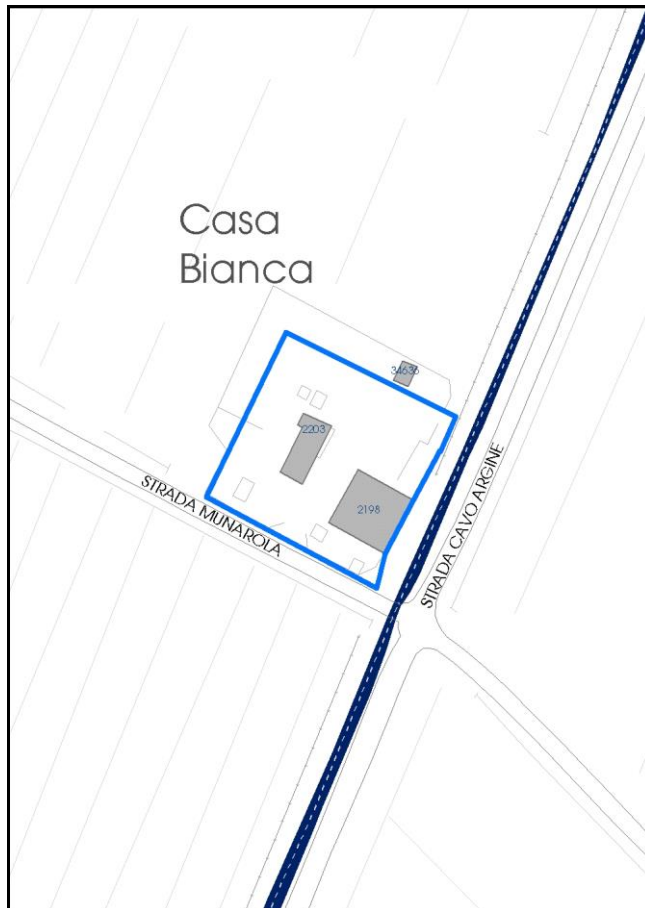 Casa
Bianca
34636
2203
2198
STRADA MUNAROLA
STRADA CAVO ARGINE